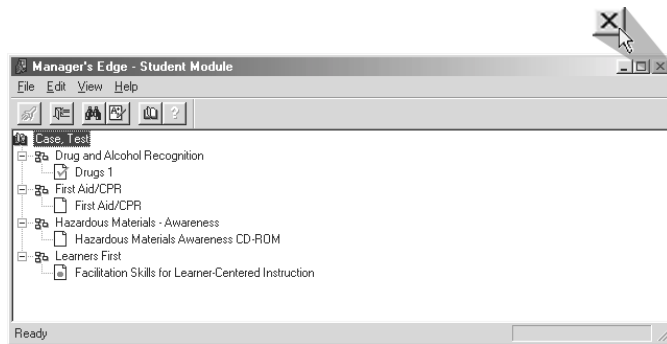 Manager's Edge - Student Module
File Edit View Help
Case, Test
Drug and Alcohol Recognition
Drugs 1
First Aid/CPR
First Aid/CPR
Hazardous Materials - Awareness
Hazardous Materials Awareness CD-ROM
Learners First
Facilitation Skills for Learner-Centered Instruction
Ready